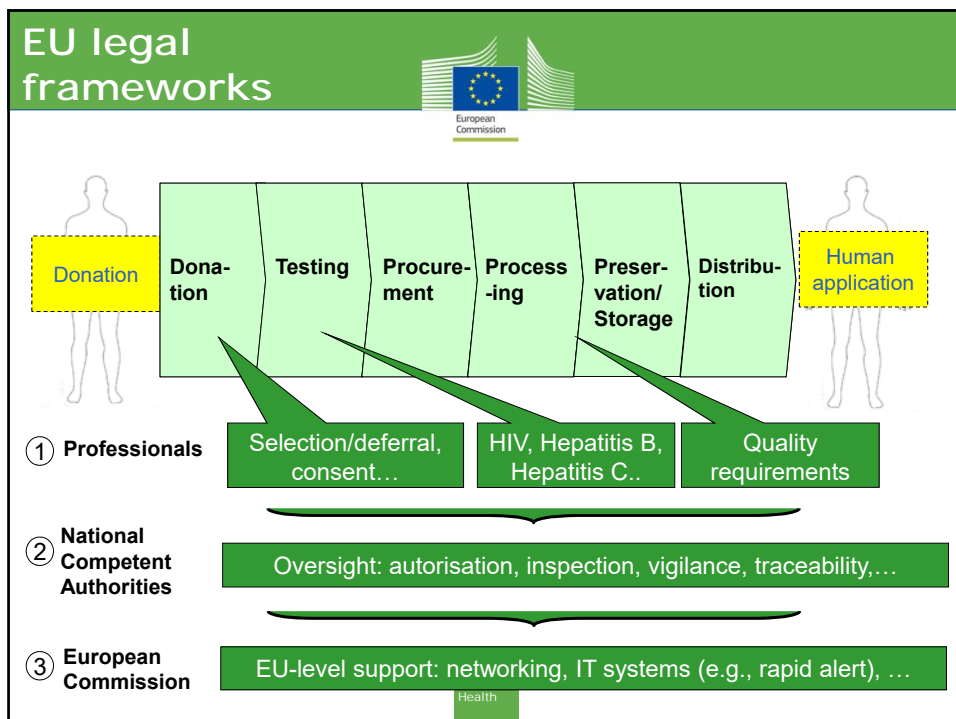 EU legal
frameworks
European
Commission
Donation
Dona-
tion
Testing
Procure-
ment
Process
-ing
Preser-
vation/
Storage
Distribu-
tion
Human
application
1 Professionals
Selection/deferral,
consent…
HIV, Hepatitis B,
Hepatitis C..
Quality
requirements
2 National
Competent
Authorities
Oversight: autorisation, inspection, vigilance, traceability,…
3 European
Commission
EU-level support: networking, IT systems (e.g., rapid alert), …
Health